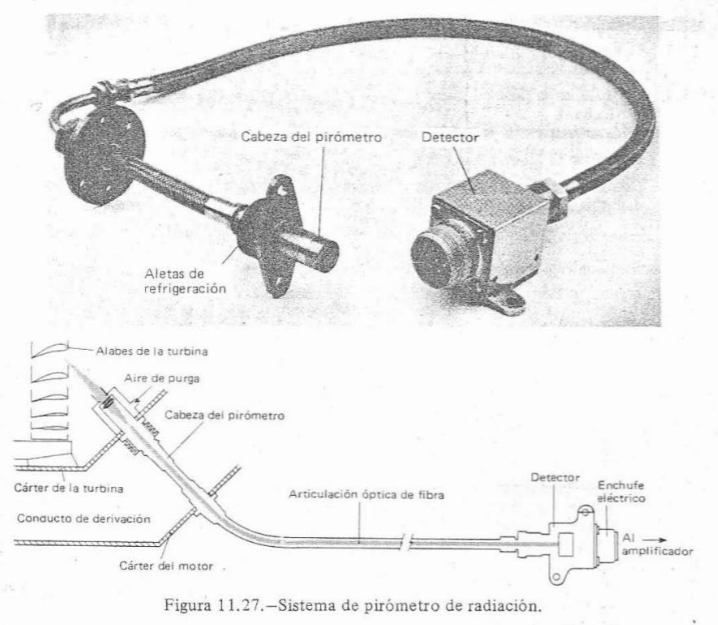 Cabeza del pirómetro
Detector
Aletas de
refrigeración
Alabes de la turbina
Aire de purga
Cabeza del pirómetro
Cárter de la turbina
Conducto de derivación
Cárter del motor
Articulación óptica de fibra
Detector
Enchufe
eléctrico
Al
amplificador
Figura 11.27.—Sistema de pirómetro de radiación.